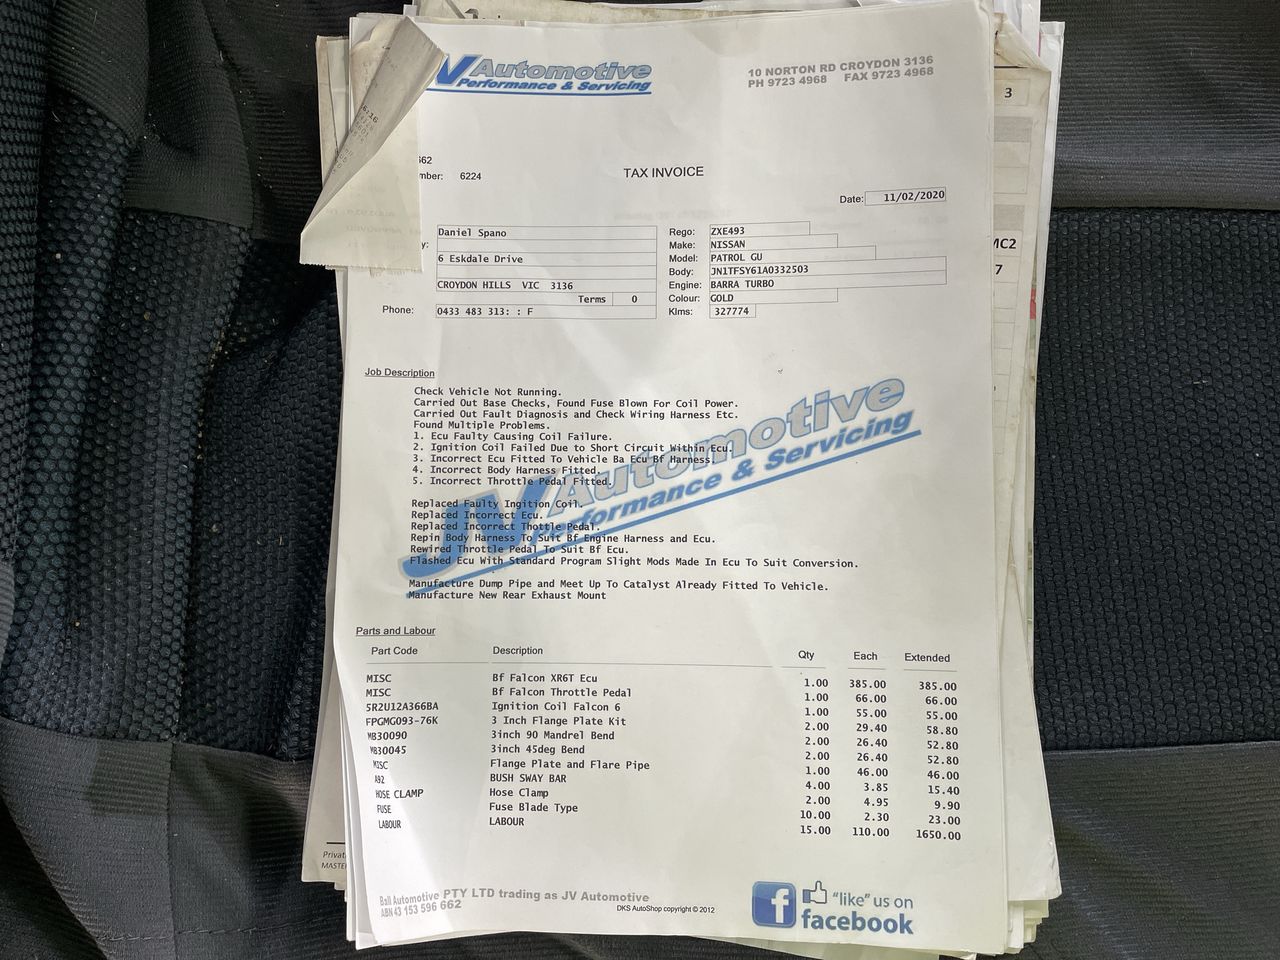 Automotive
Performance & Servicing
10 NORTON RD CROYDON 3136
PH 9723 4968 FAX 9723 4968
3
662
mber: 6224
TAX INVOICE
Date: 11/02/2020
y:
Daniel Spano
6 Eskdale Drive
CROYDON HILLS VIC 3136
Terms 0
Phone: 0433 483 313: : F
Rego: ZXE493
Make: NISSAN
Model: PATROL GU
Body: JN1TFSY61A0332503
Engine: BARRA TURBO
Colour: GOLD
Klms: 327774
MC2
7
Job Description
Check Vehicle Not Running.
Carried Out Base Checks, Found Fuse Blown For Coil Power.
Carried Out Fault Diagnosis and Check Wiring Harness Etc.
Found Multiple Problems.
1. Ecu Faulty Causing Coil Failure.
2. Ignition Coil Failed Due to Short Circuit Within Ecu.
3. Incorrect Ecu Fitted To Vehicle Ba Ecu Bf Harness.
4. Incorrect Body Harness Fitted.
5. Incorrect Throttle Pedal Fitted.
Replaced Faulty Ingition Coil.
Replaced Incorrect Ecu.
Replaced Incorrect Thottle Pedal.
Repin Body Harness To Suit Bf Engine Harness and Ecu.
Rewired Throttle Pedal To Suit Bf Ecu.
Flashed Ecu With Standard Program Slight Mods Made In Ecu To Suit Conversion.
Manufacture Dump Pipe and Meet Up To Catalyst Already Fitted To Vehicle.
Manufacture New Rear Exhaust Mount
JV Automotive
Performance & Servicing
Parts and Labour
Part Code Description Qty Each Extended
MISC Bf Falcon XR6T Ecu 1.00 385.00 385.00
MISC Bf Falcon Throttle Pedal 1.00 66.00 66.00
5R2U12A366BA Ignition Coil Falcon 6 1.00 55.00 55.00
FPGMG093-76K 3 Inch Flange Plate Kit 2.00 29.40 58.80
MB30090 3inch 90 Mandrel Bend 2.00 26.40 52.80
MB30045 3inch 45deg Bend 2.00 26.40 52.80
MISC Flange Plate and Flare Pipe 1.00 46.00 46.00
A92 BUSH SWAY BAR 4.00 3.85 15.40
HOSE CLAMP Hose Clamp 2.00 4.95 9.90
FUSE Fuse Blade Type 10.00 2.30 23.00
LABOUR LABOUR 15.00 110.00 1650.00
Privat
MASTE
Ball Automotive PTY LTD trading as JV Automotive
ABN 43 153 596 662
DKS AutoShop copyright © 2012
f "like" us on
facebook